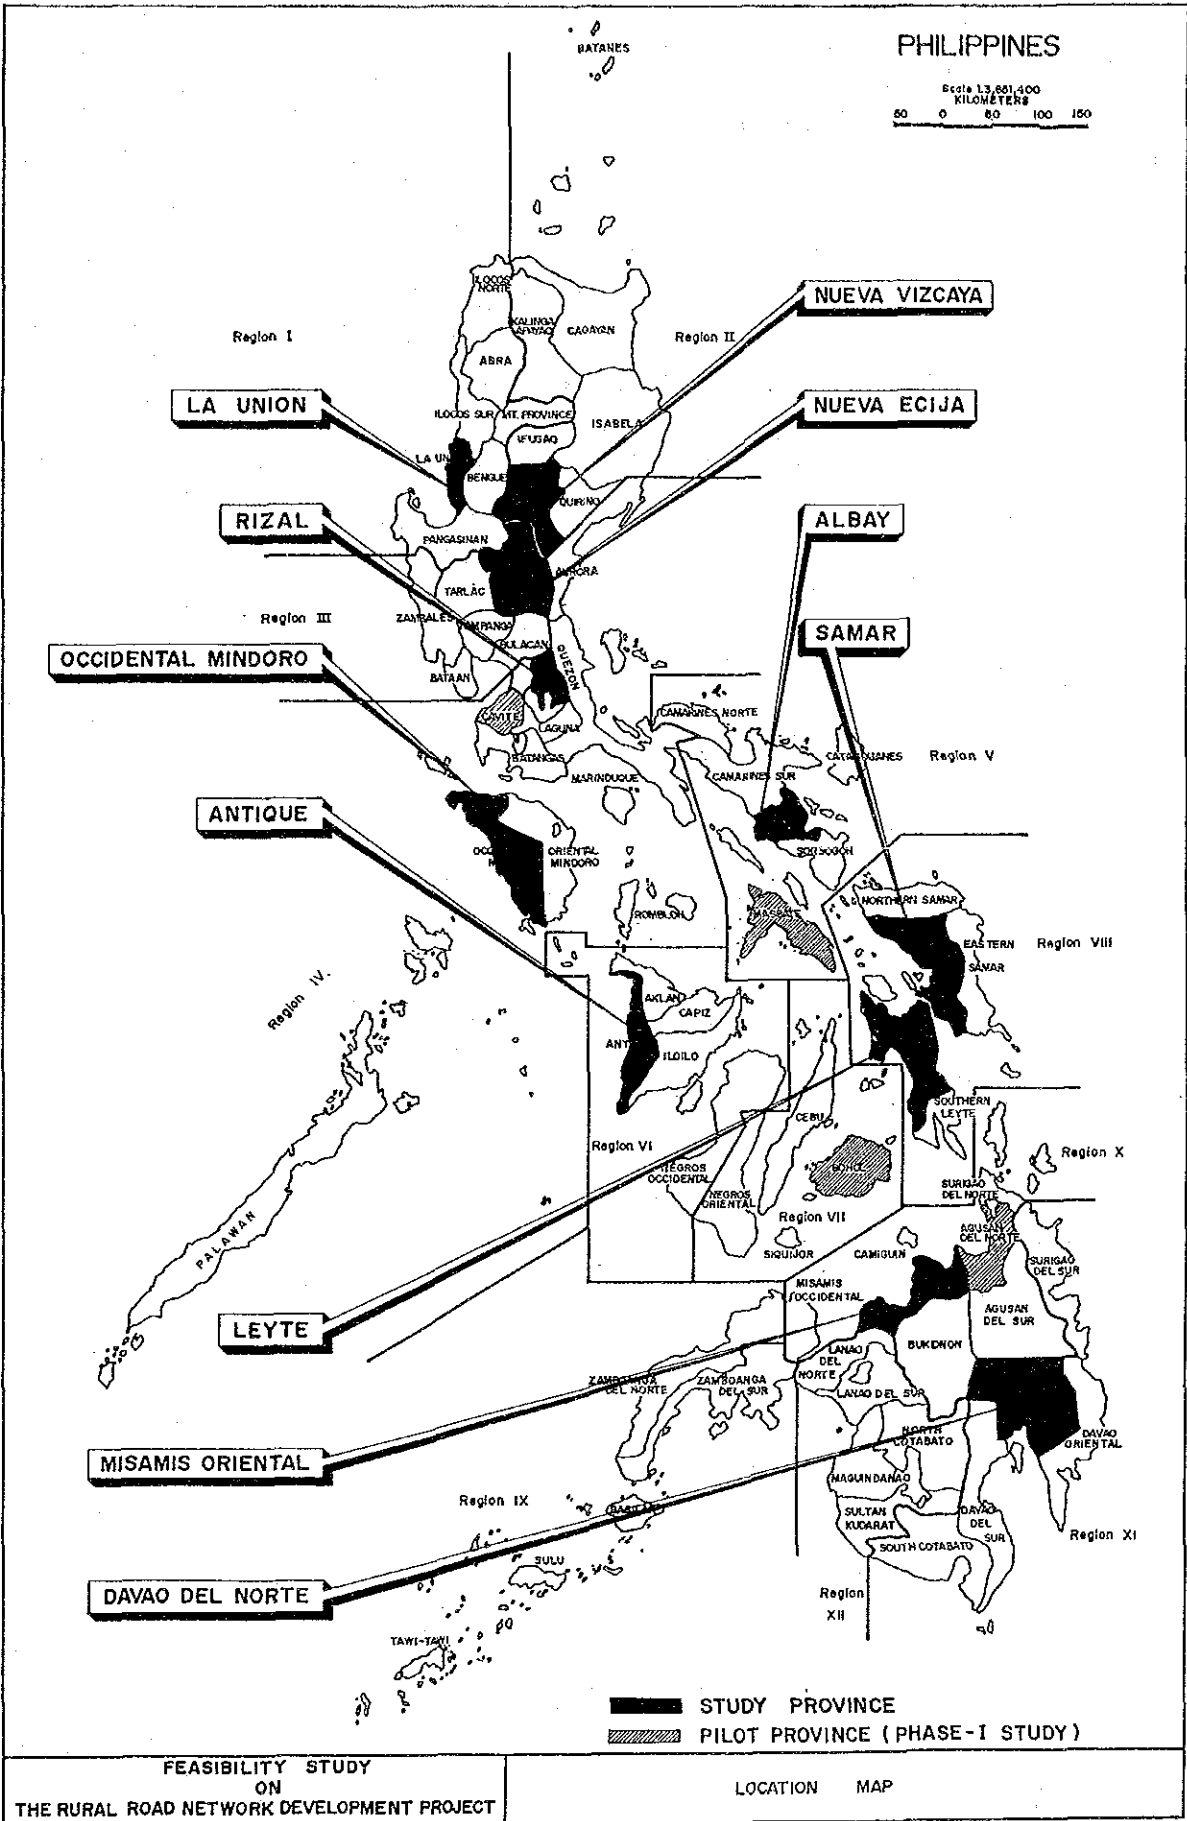 PHILIPPINES
BATANES
Scale 1:3,681,400
KILOMETERS
50 0 50 100 150
ILOCOS
NORTE
KALINGA
APAYAO
CAGAYAN
NUEVA VIZCAYA
Region I
Region II
ABRA
LA UNION
NUEVA ECIJA
ILOCOS SUR
MT. PROVINCE
ISABELA
IFUGAO
LA UN
BENGUE
QUIRINO
RIZAL
ALBAY
PANGASINAN
AURORA
TARLAC
Region III
ZAMBALES
PAMPANGA
SAMAR
BULACAN
OCCIDENTAL MINDORO
QUEZON
BATAAN
CAVITE
CAMARINES NORTE
LAGUNA
BATANGAS
CATANDUANES
Region V
MARINDUQUE
CAMARINES SUR
ANTIQUE
OCC
ORIENTAL
MINDORO
SORSOGON
NORTHERN SAMAR
ROMBLON
MASBATE
EASTERN
SAMAR
Region VIII
Region IV.
AKLAN
CAPIZ
ANT
ILOILO
SOUTHERN
LEYTE
CEBU
Region VI
BOHOL
Region X
NEGROS
OCCIDENTAL
SURIGAO
DEL NORTE
NEGROS
ORIENTAL
Region VII
PALAWAN
AGUSAN
DEL NORTE
SIQUIJOR
CAMIGUIN
SURIGAO
DEL SUR
MISAMIS
OCCIDENTAL
LEYTE
AGUSAN
DEL SUR
BUKIDNON
LANAO
DEL
NORTE
ZAMBOANGA
DEL NORTE
ZAMBOANGA
DEL SUR
LANAO DEL SUR
NORTH
COTABATO
DAVAO
ORIENTAL
MISAMIS ORIENTAL
MAGUINDANAO
Region IX
BASILAN
SULTAN
KUDARAT
DAVAO
DEL
SUR
Region XI
SOUTH COTABATO
SULU
DAVAO DEL NORTE
Region
XII
TAWI-TAWI
STUDY PROVINCE
PILOT PROVINCE (PHASE-I STUDY)
FEASIBILITY STUDY
ON
THE RURAL ROAD NETWORK DEVELOPMENT PROJECT
LOCATION MAP